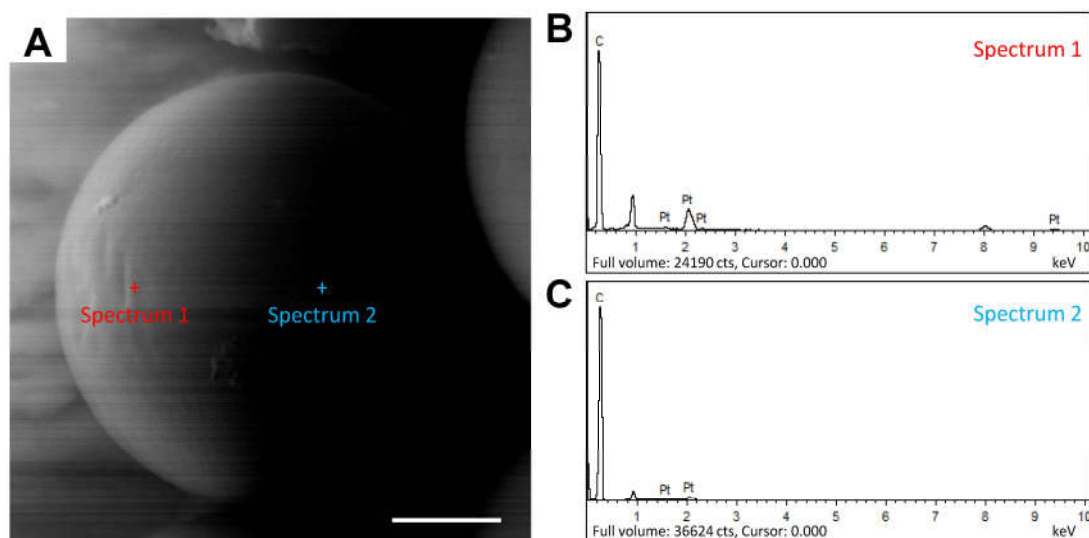 A
Spectrum 1
Spectrum 2
B
Spectrum 1
C
Pt
Pt
Pt
Pt
1 2 3 4 5 6 7 8 9 10
Full volume: 24190 cts, Cursor: 0.000 keV
C
Spectrum 2
C
Pt
Pt
1 2 3 4 5 6 7 8 9 10
Full volume: 36624 cts, Cursor: 0.000 keV